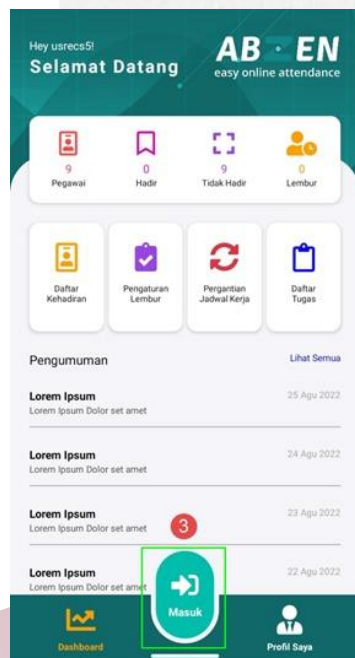 Hey usrecs5!
Selamat Datang
ABZEN
easy online attendance
9
Pegawai
0
Hadir
9
Tidak Hadir
0
Lembur
Daftar
Kehadiran
Pengaturan
Lembur
Pergantian
Jadwal Kerja
Daftar
Tugas
Pengumuman
Lihat Semua
Lorem Ipsum
25 Agu 2022
Lorem Ipsum Dolor set amet
Lorem Ipsum
24 Agu 2022
Lorem Ipsum Dolor set amet
Lorem Ipsum
23 Agu 2022
Lorem Ipsum Dolor set amet
3
Lorem Ipsum
22 Agu 2022
Lorem Ipsum Dolor set amet
Masuk
Dashboard
Profil Saya